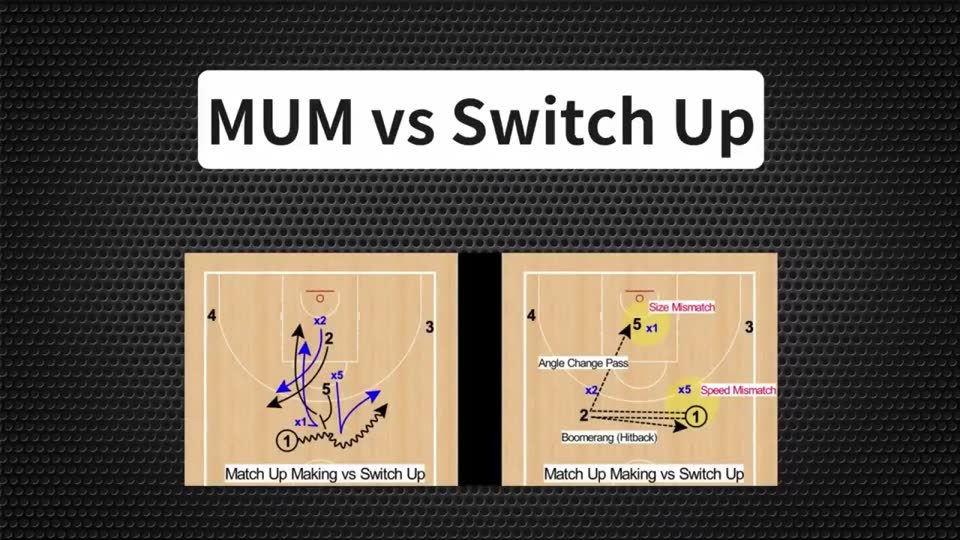 MUM vs Switch Up
4
x2
2
3
x5
5
x1
1
Match Up Making vs Switch Up
Size Mismatch
4
5
x1
3
Angle Change Pass
x2
x5
Speed Mismatch
2
1
Boomerang (Hitback)
Match Up Making vs Switch Up